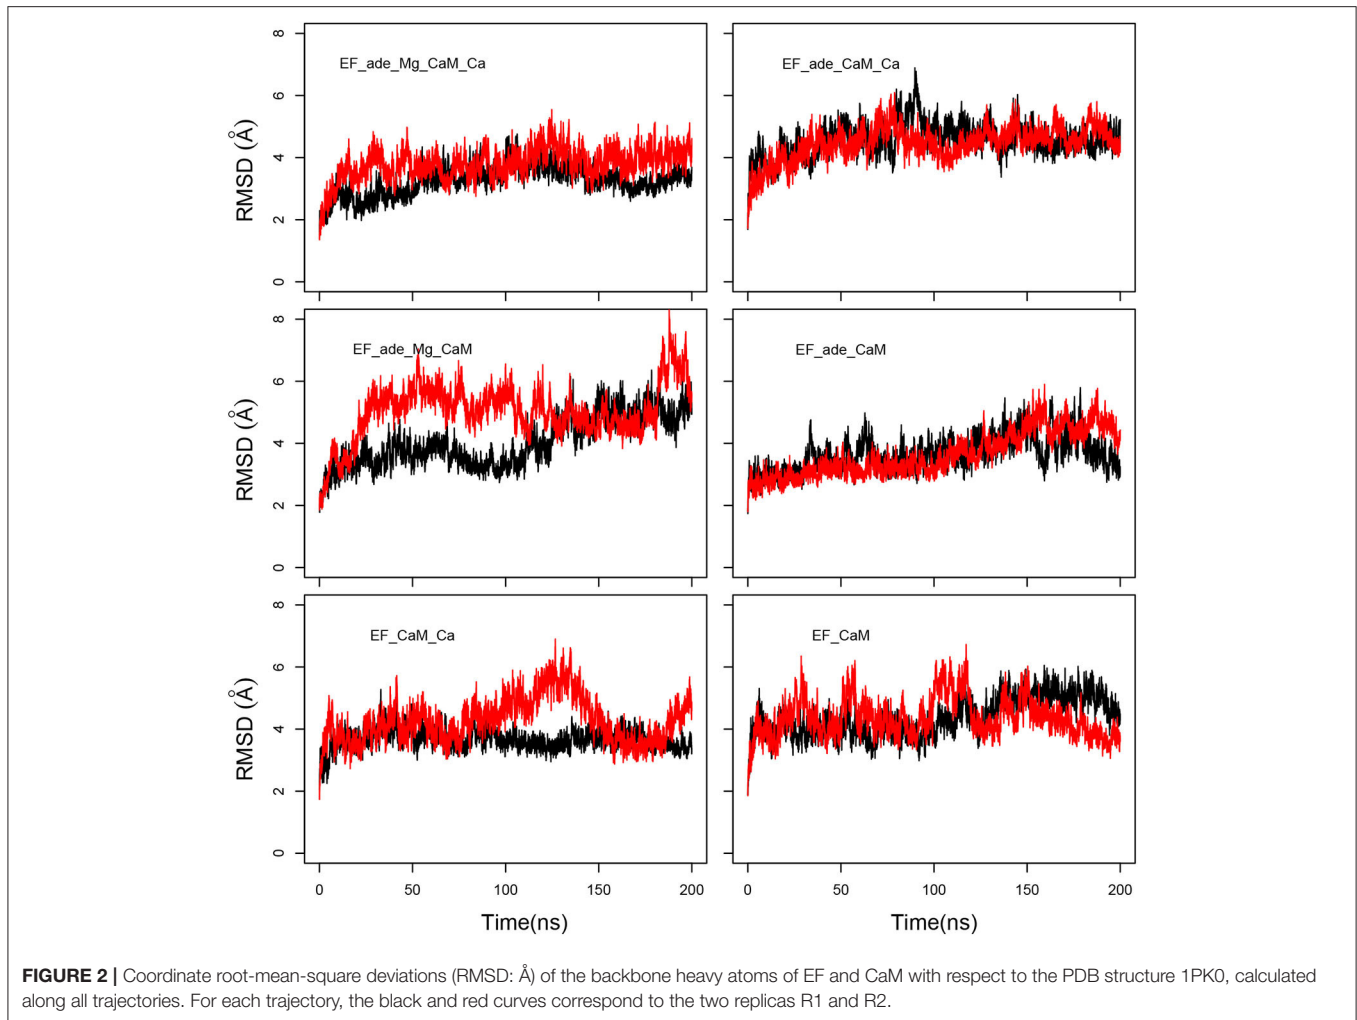 EF_ade_Mg_CaM_Ca
EF_ade_CaM_Ca
RMSD (Å)
8
6
4
2
0
EF_ade_Mg_CaM
EF_ade_CaM
RMSD (Å)
8
6
4
2
0
EF_CaM_Ca
EF_CaM
RMSD (Å)
8
6
4
2
0
0 50 100 150 200
0 50 100 150 200
Time(ns)
Time(ns)
FIGURE 2 | Coordinate root-mean-square deviations (RMSD: Å) of the backbone heavy atoms of EF and CaM with respect to the PDB structure 1PK0, calculated
along all trajectories. For each trajectory, the black and red curves correspond to the two replicas R1 and R2.